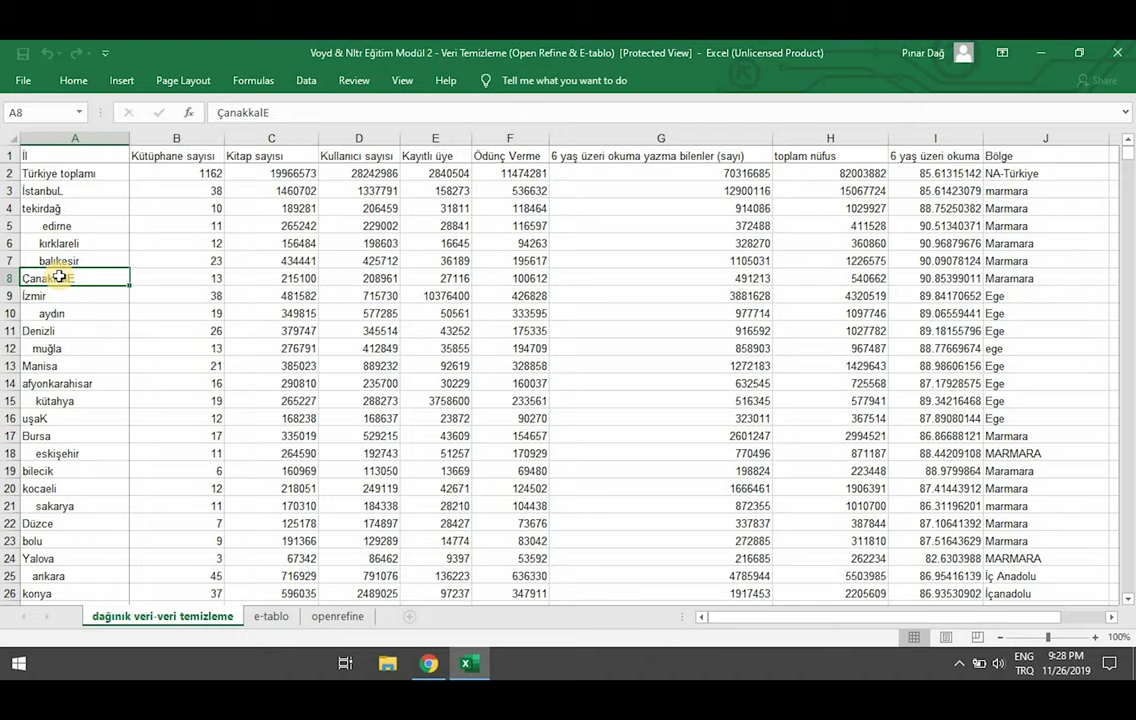 Voyd & Nltr Eğitim Modül 2 - Veri Temizleme (Open Refine & E-tablo) [Protected View] - Excel (Unlicensed Product) Pınar Dağ
File Home Insert Page Layout Formulas Data Review View Help Tell me what you want to do Share
A8 fx ÇanakkalE
A B C D E F G H I J
1 İl Kütüphane sayısı Kitap sayısı Kullanıcı sayısı Kayıtlı üye Ödünç Verme 6 yaş üzeri okuma yazma bilenler (sayı) toplam nüfus 6 yaş üzeri okuma Bölge
2 Türkiye toplamı 1162 19966573 28242986 2840504 11474281 70316685 82003882 85.61315142 NA-Türkiye
3 İstanbuL 38 1460702 1337791 158273 536632 12900116 15067724 85.61423079 marmara
4 tekirdağ 10 189281 206459 31811 118464 914086 1029927 88.75250382 Marmara
5 edirne 11 265242 229002 28841 116597 372488 411528 90.51340371 Marmara
6 kırklareli 12 156484 198603 16645 94263 328270 360860 90.96879676 Maramara
7 balıkesir 23 434441 425712 36189 195617 1105031 1226575 90.09078124 Marmara
8 ÇanakkalE 13 215100 208961 27116 100612 491213 540662 90.85399011 Maramara
9 İzmir 38 481582 715730 10376400 426828 3881628 4320519 89.84170652 Ege
10 aydın 19 349815 577285 50561 333595 977714 1097746 89.06559441 Ege
11 Denizli 26 379747 345514 43252 175335 916592 1027782 89.18155796 Ege
12 muğla 13 276791 412849 35855 194709 858903 967487 88.77669674 ege
13 Manisa 21 385023 889232 92619 328858 1272183 1429643 88.98606156 Ege
14 afyonkarahisar 16 290810 235700 30229 160037 632545 725568 87.17928575 Ege
15 kütahya 19 265227 288273 3758600 233561 516345 577941 89.34216468 Ege
16 uşaK 12 168238 168637 23872 90270 323011 367514 87.89080144 Ege
17 Bursa 17 335019 529215 43609 154657 2601247 2994521 86.86688121 Marmara
18 eskişehir 11 264590 192743 51257 170929 770496 871187 88.44209108 MARMARA
19 bilecik 6 160969 113050 13669 69480 198824 223448 88.9799864 Maramara
20 kocaeli 12 218051 249119 42671 124502 1666461 1906391 87.41443912 Marmara
21 sakarya 11 170310 184338 28210 104438 872355 1010700 86.31196201 marmara
22 Düzce 7 125178 174897 28427 73676 337837 387844 87.10641392 Marmara
23 bolu 9 191366 129289 14774 83042 272885 311810 87.51643629 Marmara
24 Yalova 3 67342 86462 9397 53592 216685 262234 82.6303988 MARMARA
25 ankara 45 716929 791076 136223 636330 4785944 5503985 86.95416139 İç Anadolu
26 konya 37 596035 2489025 97237 347911 1917453 2205609 86.93530902 İçanadolu
dağınık veri-veri temizleme e-tablo openrefine
100%
ENG 9:28 PM
TRQ 11/26/2019